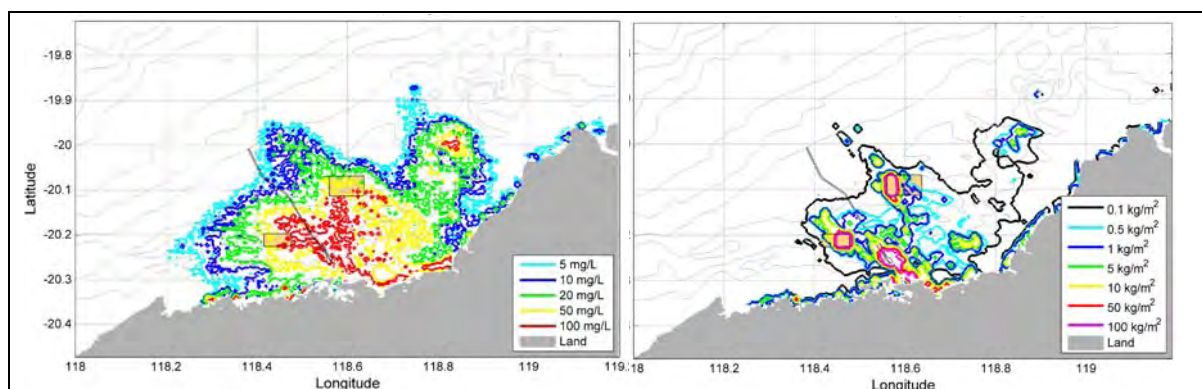 -19.8
-19.9
-20
-20.1
-20.2
-20.3
-20.4
Latitude
118
118.2
118.4
118.6
118.8
119
119.
Longitude
5 mg/L
10 mg/L
20 mg/L
50 mg/L
100 mg/L
Land
118
118.2
118.4
118.6
118.8
119
Longitude
0.1 kg/m²
0.5 kg/m²
1 kg/m²
5 kg/m²
10 kg/m²
50 kg/m²
100 kg/m²
Land